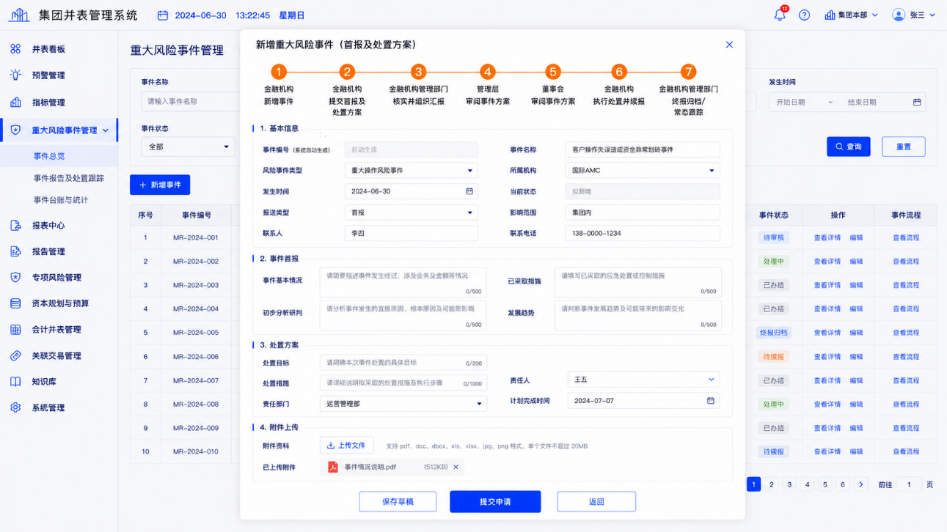 集团并表管理系统
2024-06-30 13:22:45 星期日
12
集团本部
张三
并表看板
预警管理
指标管理
重大风险事件管理
事件总览
事件报告及处置跟踪
事件台账与统计
报表中心
报告管理
专项风险管理
资本规划与预算
会计并表管理
关联交易管理
知识库
系统管理
重大风险事件管理
事件名称
请输入事件名称
事件状态
全部
发生时间
开始日期 ~ 结束日期
查询
重置
+ 新增事件
序号 事件编号 事件状态 操作 事件流程
1 MR-2024-001 待审核 查看详情 编辑 查看流程
2 MR-2024-002 处理中 查看详情 编辑 查看流程
3 MR-2024-003 已办结 查看详情 编辑 查看流程
4 MR-2024-004 已办结 查看详情 编辑 查看流程
5 MR-2024-005 终报归档 查看详情 编辑 查看流程
6 MR-2024-006 待续报 查看详情 编辑 查看流程
7 MR-2024-007 已办结 查看详情 编辑 查看流程
8 MR-2024-008 处理中 查看详情 编辑 查看流程
9 MR-2024-009 已办结 查看详情 编辑 查看流程
10 MR-2024-010 待续报 查看详情 编辑 查看流程
1 2 3 4 5 6 > 前往 1 页
新增重大风险事件（首报及处置方案）
1 2 3 4 5 6 7
金融机构
新增事件
金融机构
提交首报及
处置方案
金融机构管理部门
核实并组织汇报
管理层
审阅事件方案
董事会
审阅事件方案
金融机构
执行处置并续报
金融机构管理部门
终报归档/
常态跟踪
1. 基本信息
事件编号（系统自动生成） 自动生成
事件名称 客户操作失误造成资金异常划转事件
风险事件类型 重大操作风险事件
所属机构 国际AMC
发生时间 2024-06-30
当前状态 拟新增
报送类型 首报
影响范围 集团内
联系人 李四
联系电话 138-0000-1234
2. 事件首报
事件基本情况 请简要描述事件发生经过、涉及业务及金额等情况
0/500
已采取措施 请填写已采取的应急处置或控制措施
0/500
初步分析研判 请分析事件发生的直接原因、根本原因及可能的影响
0/500
发展趋势 请判断事件发展趋势及可能带来的影响变化
0/500
3. 处置方案
处置目标 请明确本次事件处置的具体目标 0/200
处置措施 请详细说明拟采取的处置措施及执行步骤 0/1000
责任人 王五
责任部门 运营管理部
计划完成时间 2024-07-07
4. 附件上传
附件资料 上传文件 支持 pdf、doc、docx、xls、xlsx、jpg、png 格式，单个文件不超过 20MB
已上传附件 事件情况说明.pdf (512KB) ×
保存草稿
提交申请
返回